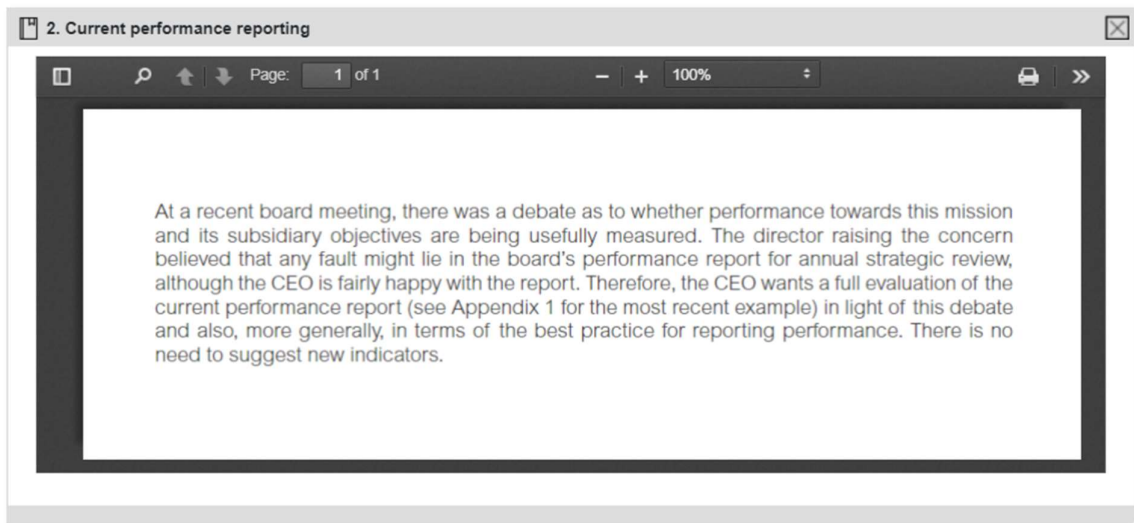 2. Current performance reporting
Page: 1 of 1 100%
At a recent board meeting, there was a debate as to whether performance towards this mission
and its subsidiary objectives are being usefully measured. The director raising the concern
believed that any fault might lie in the board's performance report for annual strategic review,
although the CEO is fairly happy with the report. Therefore, the CEO wants a full evaluation of the
current performance report (see Appendix 1 for the most recent example) in light of this debate
and also, more generally, in terms of the best practice for reporting performance. There is no
need to suggest new indicators.